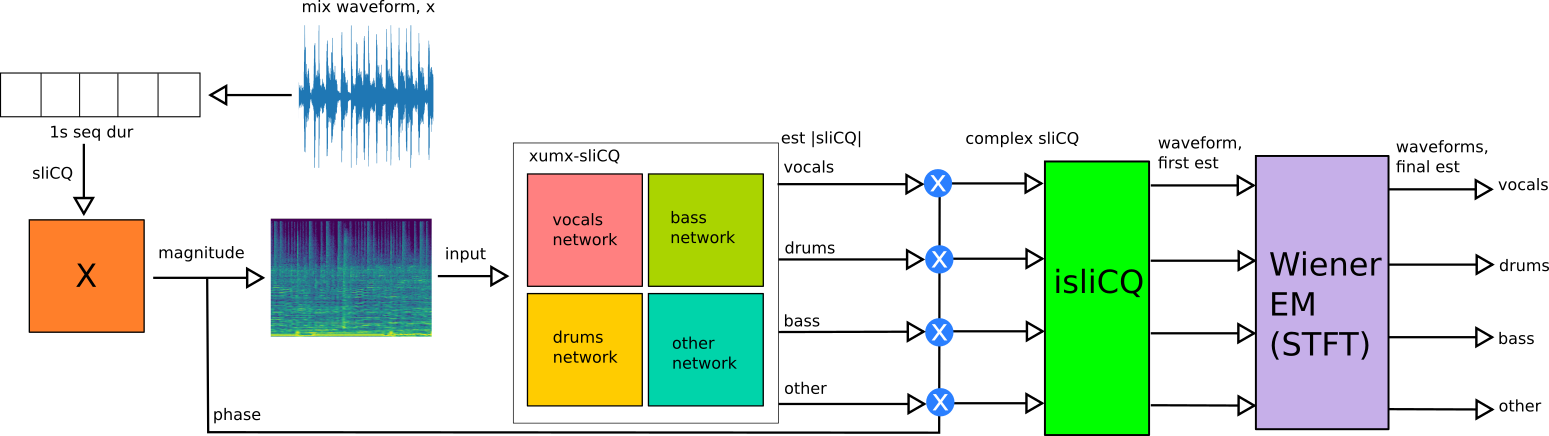 mix waveform, x
1s seq dur
sliCQ
X
magnitude
phase
input
xumx-sliCQ
vocals
network
bass
network
drums
network
other
network
est |sliCQ|
vocals
drums
bass
other
X
X
X
X
complex sliCQ
isliCQ
waveform,
first est
Wiener
EM
(STFT)
waveforms,
final est
vocals
drums
bass
other